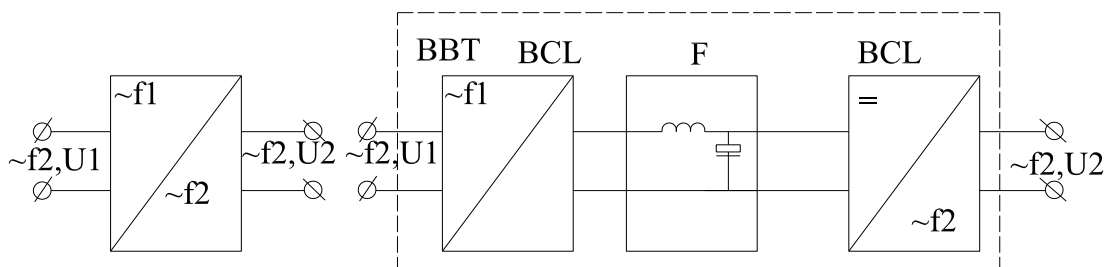 BBT BCL F BCL
~f1 ~f1 =
~f2,U1 ~f2,U2 ~f2,U1 ~f2,U2
~f2 ~f2